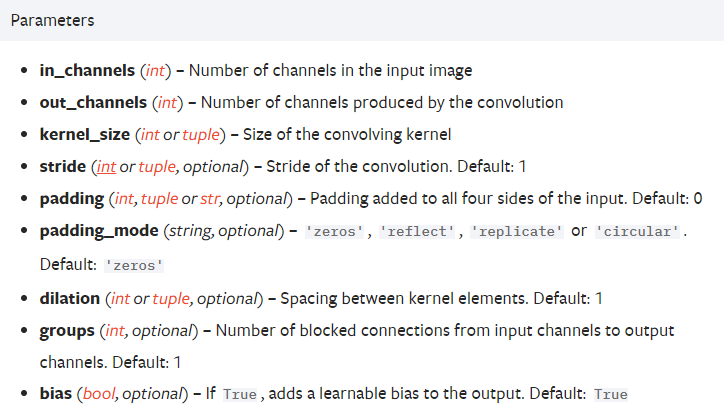 Parameters
• in_channels (int) – Number of channels in the input image
• out_channels (int) – Number of channels produced by the convolution
• kernel_size (int or tuple) – Size of the convolving kernel
• stride (int or tuple, optional) – Stride of the convolution. Default: 1
• padding (int, tuple or str, optional) – Padding added to all four sides of the input. Default: 0
• padding_mode (string, optional) – 'zeros', 'reflect', 'replicate' or 'circular'.
Default: 'zeros'
• dilation (int or tuple, optional) – Spacing between kernel elements. Default: 1
• groups (int, optional) – Number of blocked connections from input channels to output
channels. Default: 1
• bias (bool, optional) – If True, adds a learnable bias to the output. Default: True